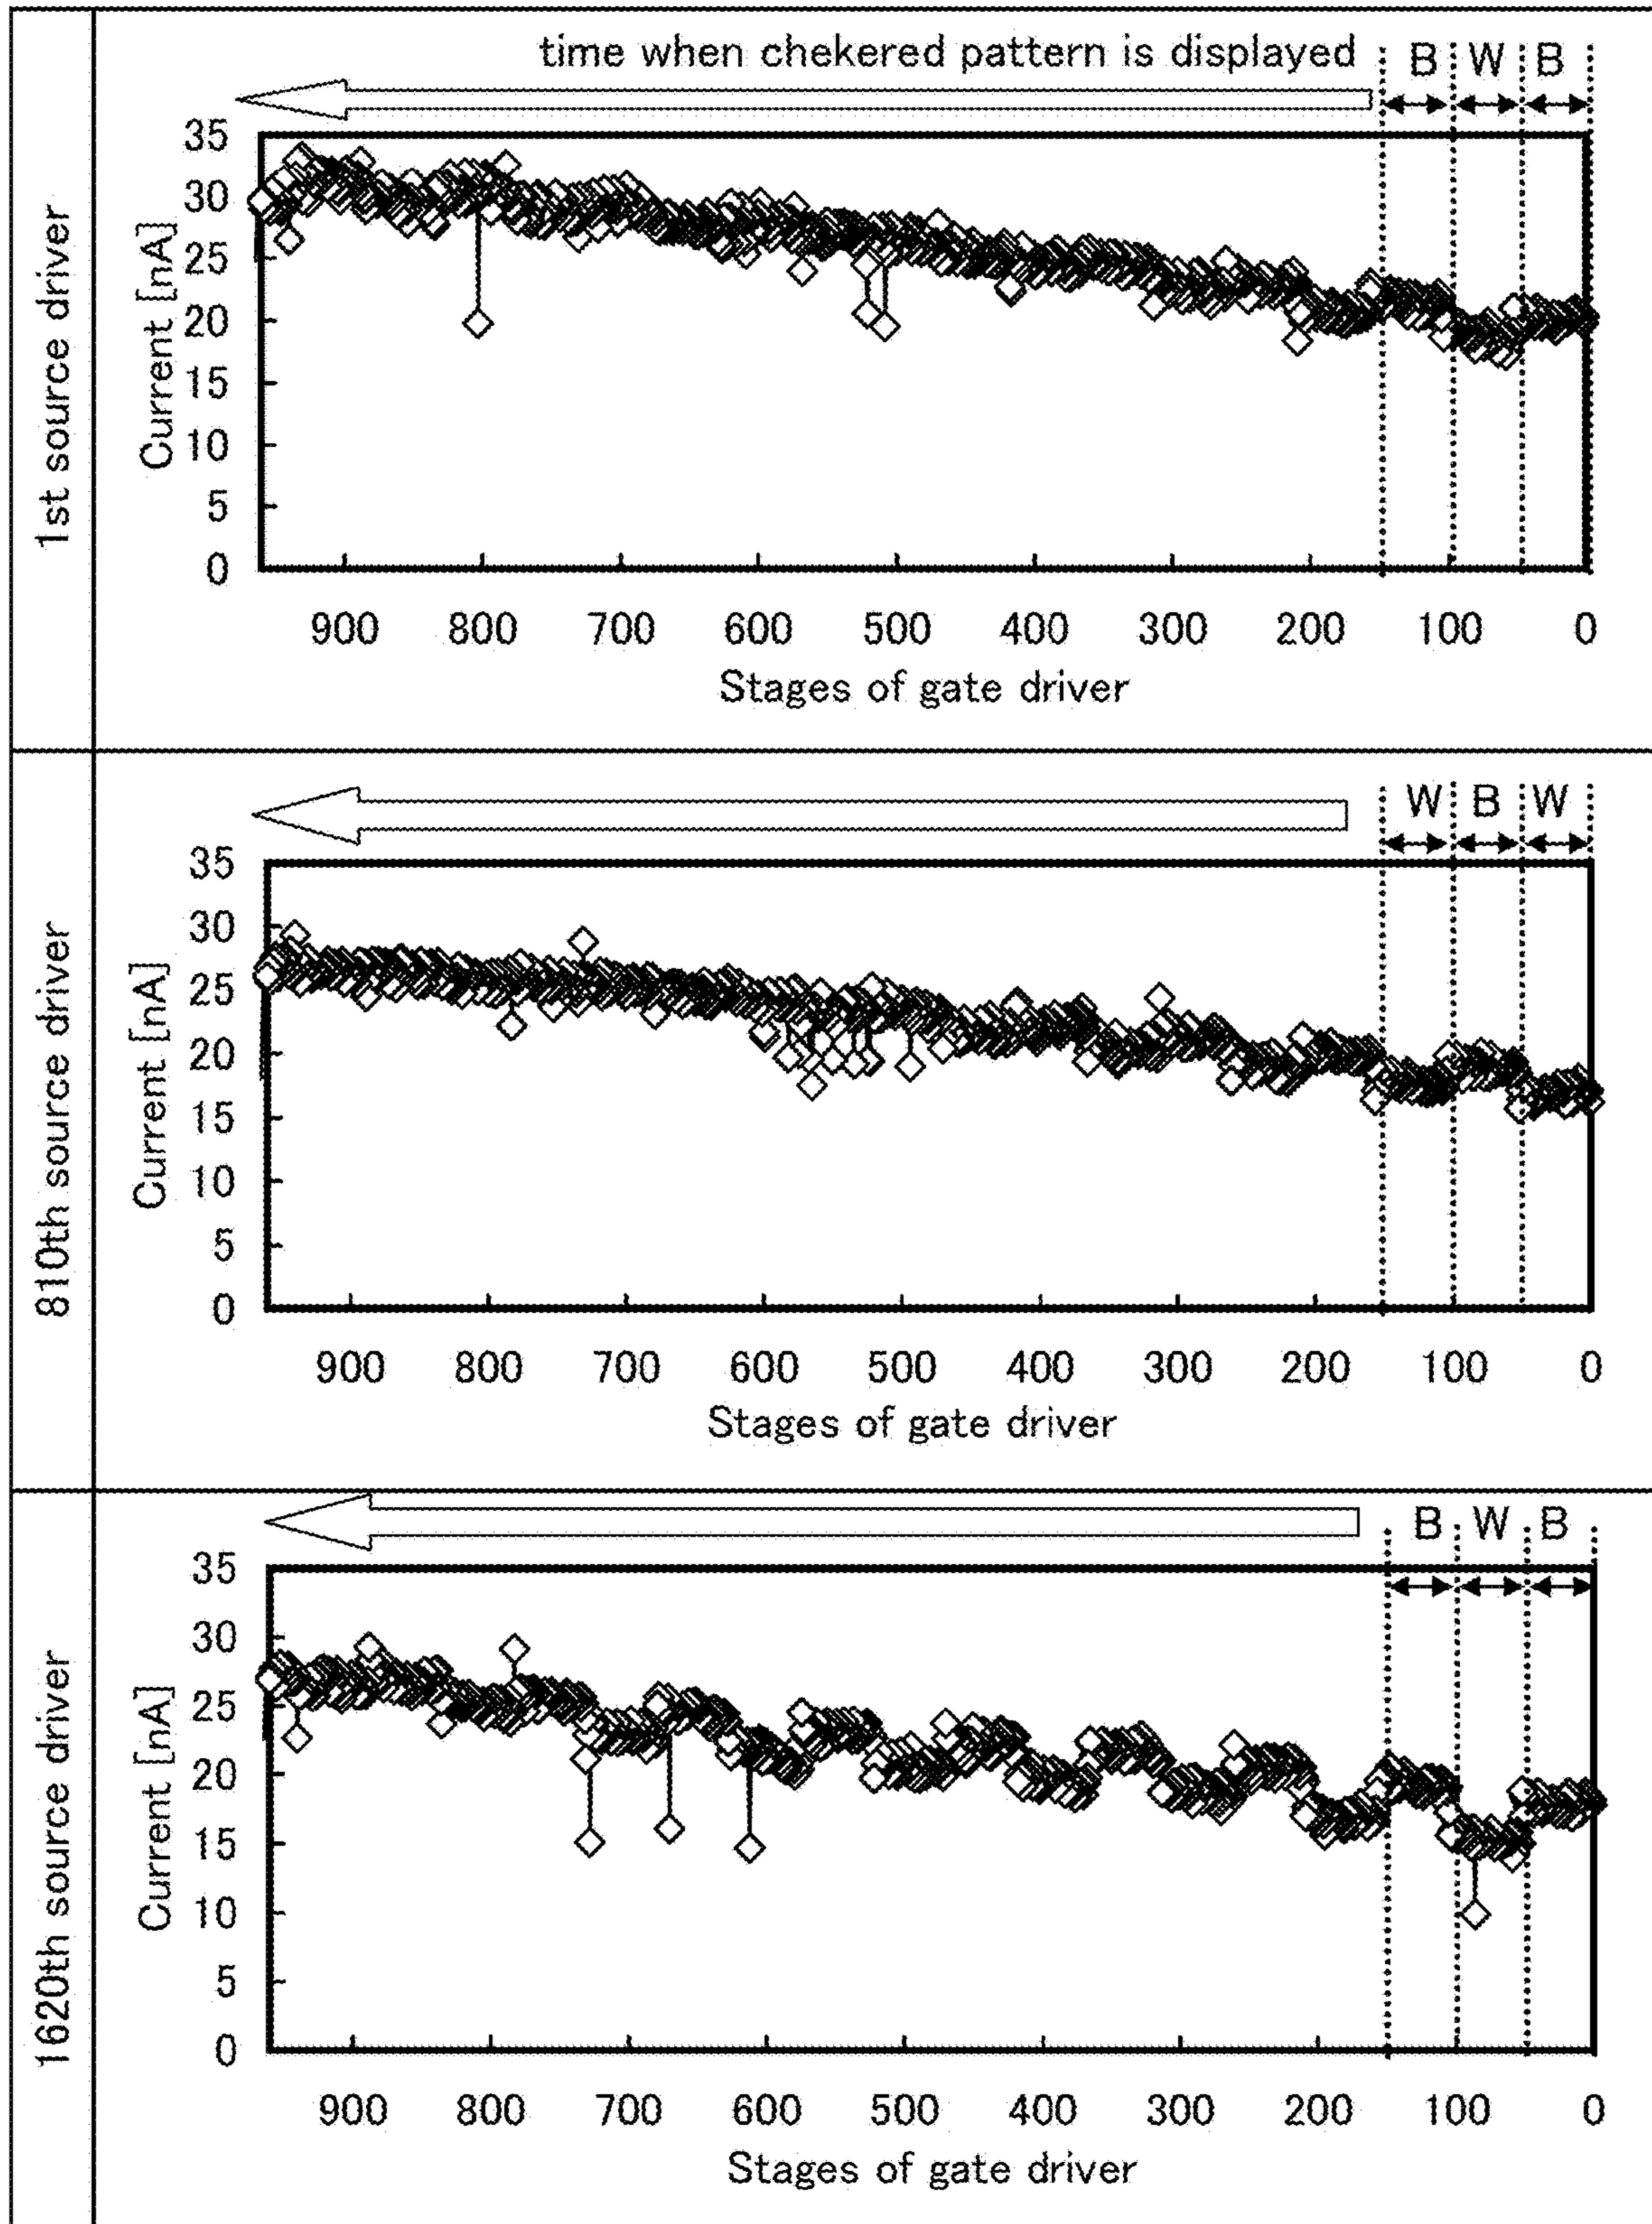 time when chekered pattern is displayed
B W B
1st source driver
Current [nA]
35
30
25
20
15
10
5
0
900 800 700 600 500 400 300 200 100 0
Stages of gate driver
W B W
810th source driver
Current [nA]
35
30
25
20
15
10
5
0
900 800 700 600 500 400 300 200 100 0
Stages of gate driver
B W B
1620th source driver
Current [nA]
35
30
25
20
15
10
5
0
900 800 700 600 500 400 300 200 100 0
Stages of gate driver